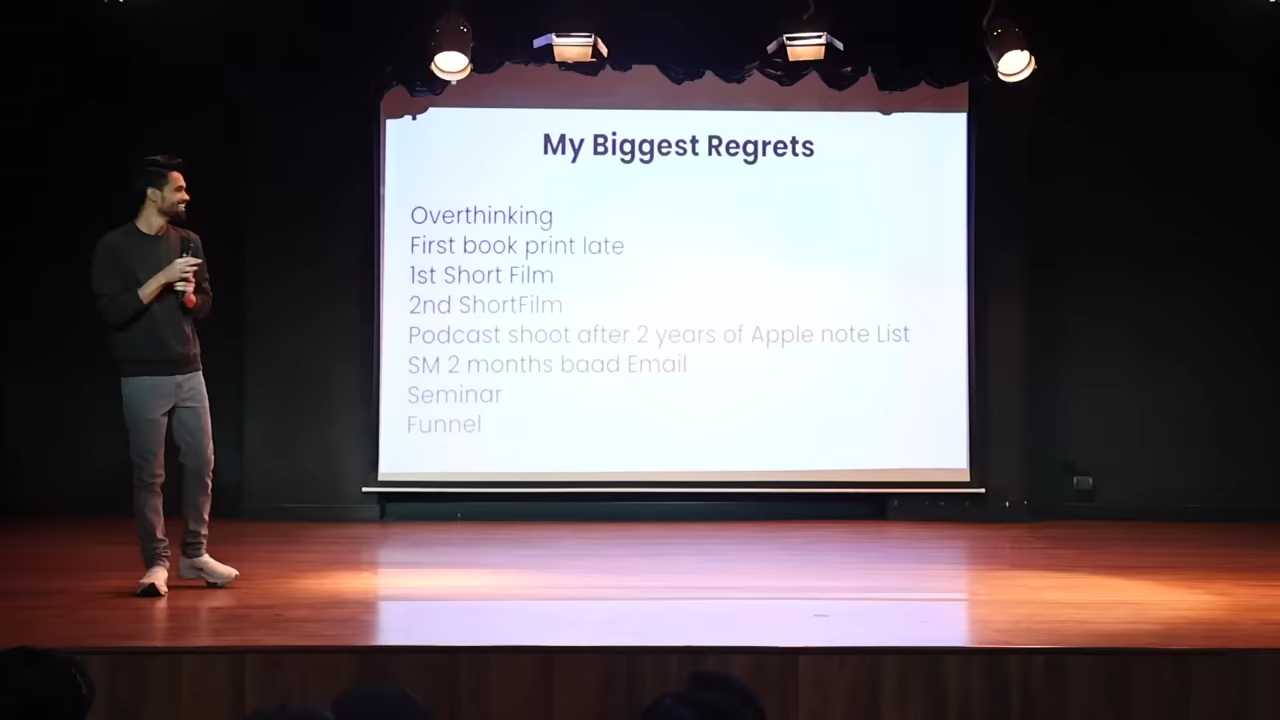 My Biggest Regrets
Overthinking
First book print late
1st Short Film
2nd ShortFilm
Podcast shoot after 2 years of Apple note List
SM 2 months baad Email
Seminar
Funnel